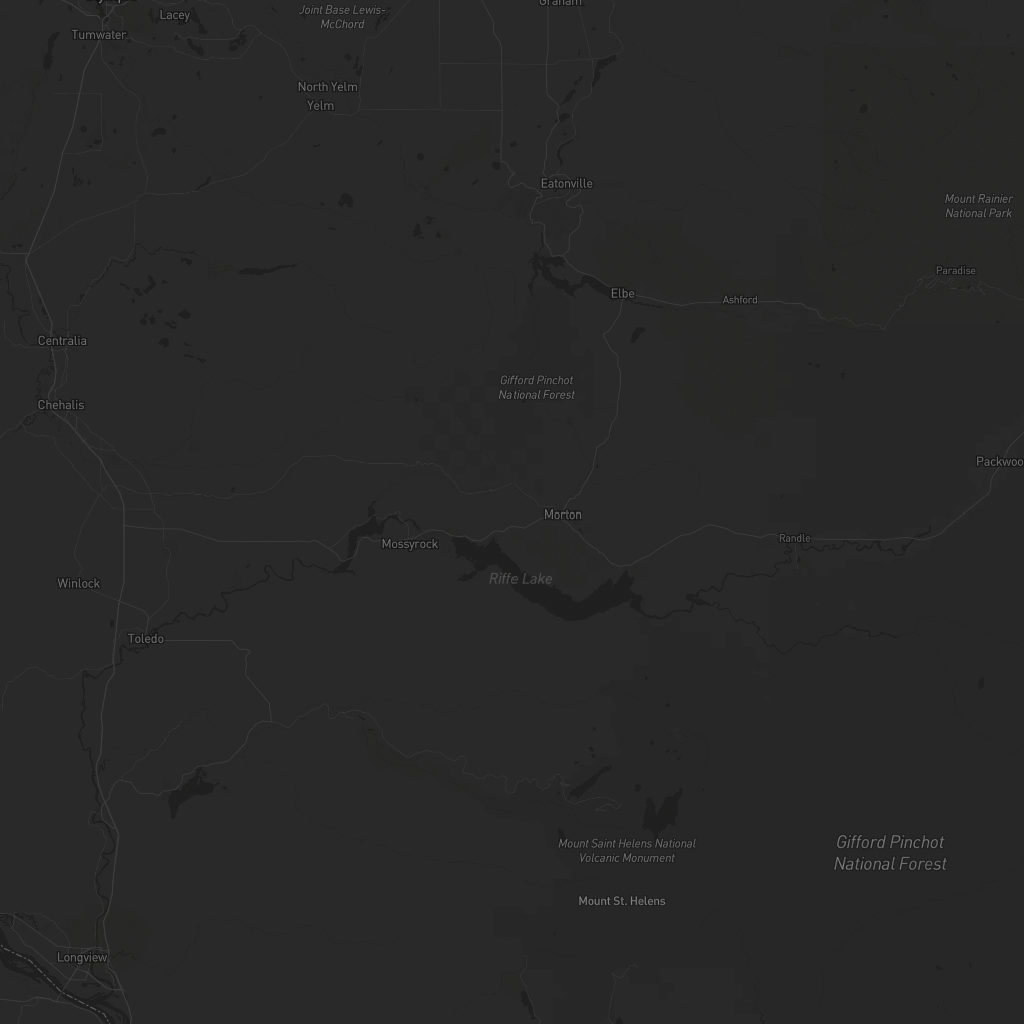 Graham
Joint Base Lewis-
McChord
Lacey
Tumwater
North Yelm
Yelm
Eatonville
Mount Rainier
National Park
Paradise
Elbe
Ashford
Centralia
Gifford Pinchot
National Forest
Chehalis
Packwoo
Morton
Randle
Mossyrock
Riffe Lake
Winlock
Toledo
Mount Saint Helens National
Volcanic Monument
Gifford Pinchot
National Forest
Mount St. Helens
Longview